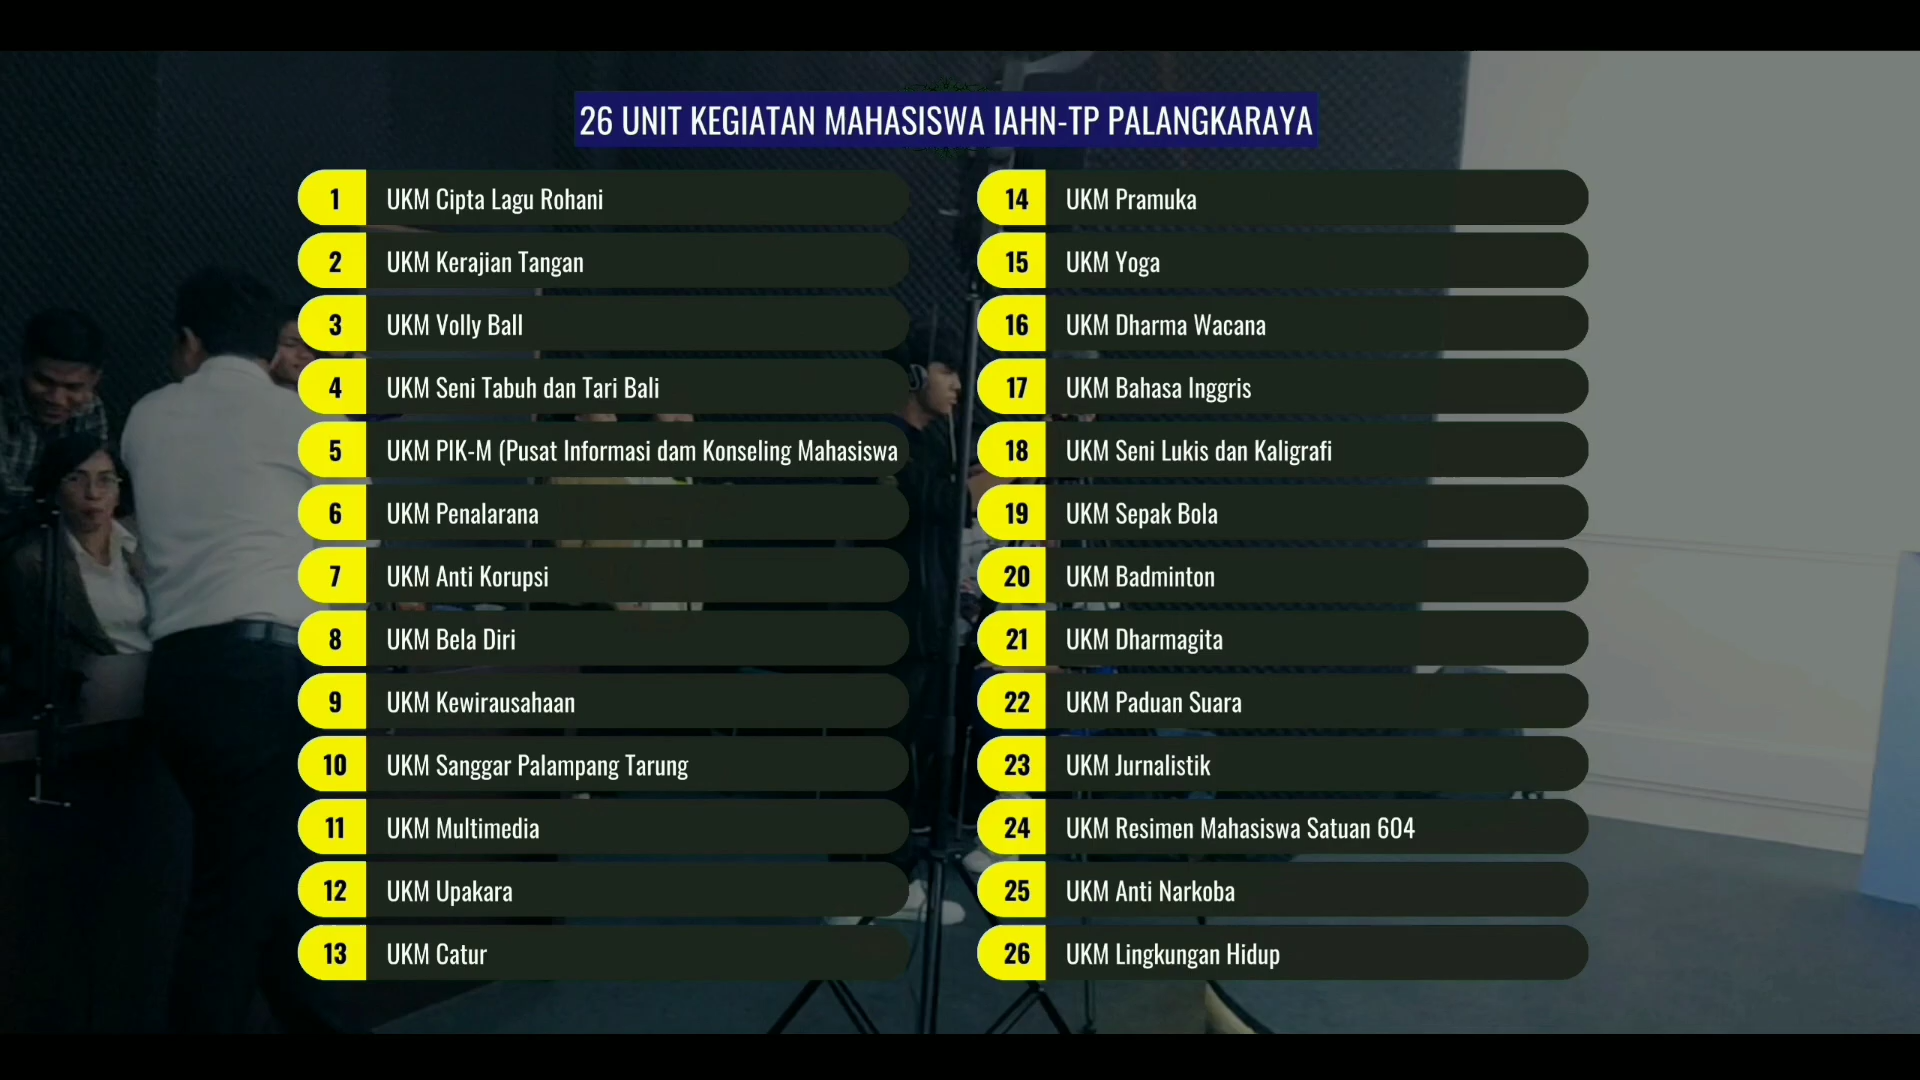 26 UNIT KEGIATAN MAHASISWA IAHN-TP PALANGKARAYA
1 UKM Cipta Lagu Rohani
2 UKM Kerajian Tangan
3 UKM Volly Ball
4 UKM Seni Tabuh dan Tari Bali
5 UKM PIK-M (Pusat Informasi dam Konseling Mahasiswa
6 UKM Penalarana
7 UKM Anti Korupsi
8 UKM Bela Diri
9 UKM Kewirausahaan
10 UKM Sanggar Palampang Tarung
11 UKM Multimedia
12 UKM Upakara
13 UKM Catur
14 UKM Pramuka
15 UKM Yoga
16 UKM Dharma Wacana
17 UKM Bahasa Inggris
18 UKM Seni Lukis dan Kaligrafi
19 UKM Sepak Bola
20 UKM Badminton
21 UKM Dharmagita
22 UKM Paduan Suara
23 UKM Jurnalistik
24 UKM Resimen Mahasiswa Satuan 604
25 UKM Anti Narkoba
26 UKM Lingkungan Hidup